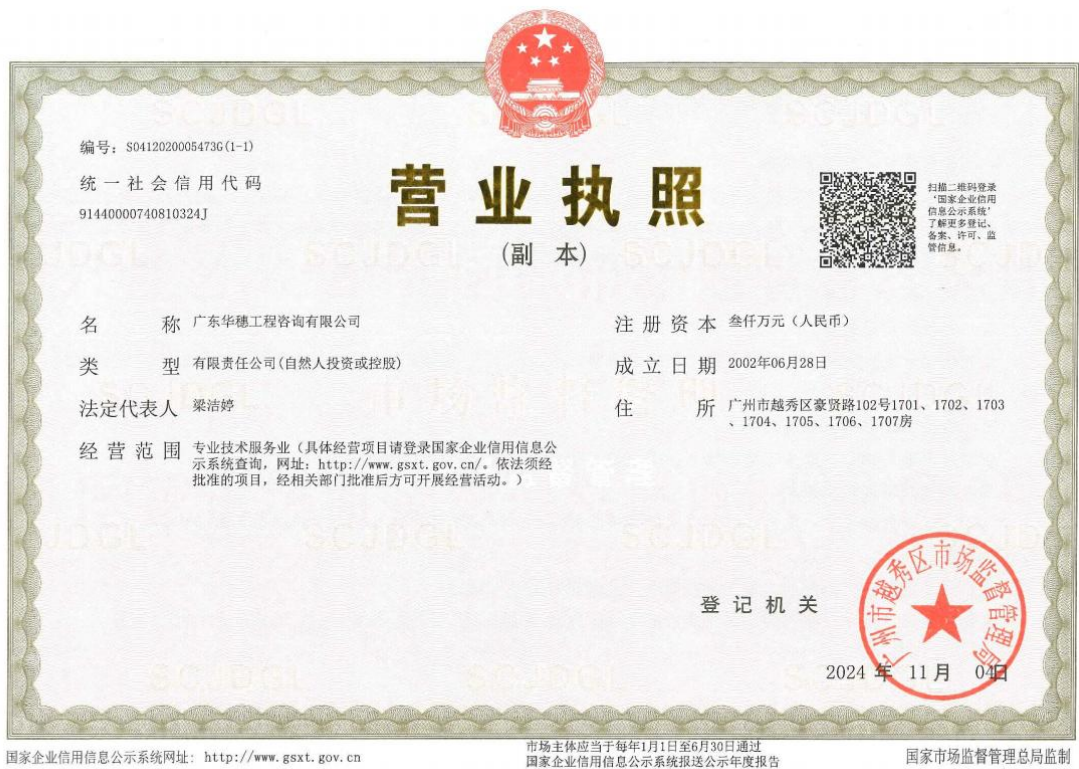 编号：S0412020005473G(1-1)
统一社会信用代码
91440000740810324J
营业执照
(副 本)
扫描二维码登录
‘国家企业信用
信息公示系统’
了解更多登记、
备案、许可、监
管信息。
名 称 广东华穗工程咨询有限公司
类 型 有限责任公司(自然人投资或控股)
法定代表人 梁洁婷
经营范围 专业技术服务业（具体经营项目请登录国家企业信用信息公
示系统查询，网址：http://www.gsxt.gov.cn/。依法须经
批准的项目，经相关部门批准后方可开展经营活动。）
注册资本 叁仟万元（人民币）
成立日期 2002年06月28日
住 所 广州市越秀区豪贤路102号1701、1702、1703
、1704、1705、1706、1707房
登记机关
广州市越秀区市场监督管理局
2024 年 11月 04日
国家企业信用信息公示系统网址：http://www.gsxt.gov.cn
市场主体应当于每年1月1日至6月30日通过
国家企业信用信息公示系统报送公示年度报告
国家市场监督管理总局监制